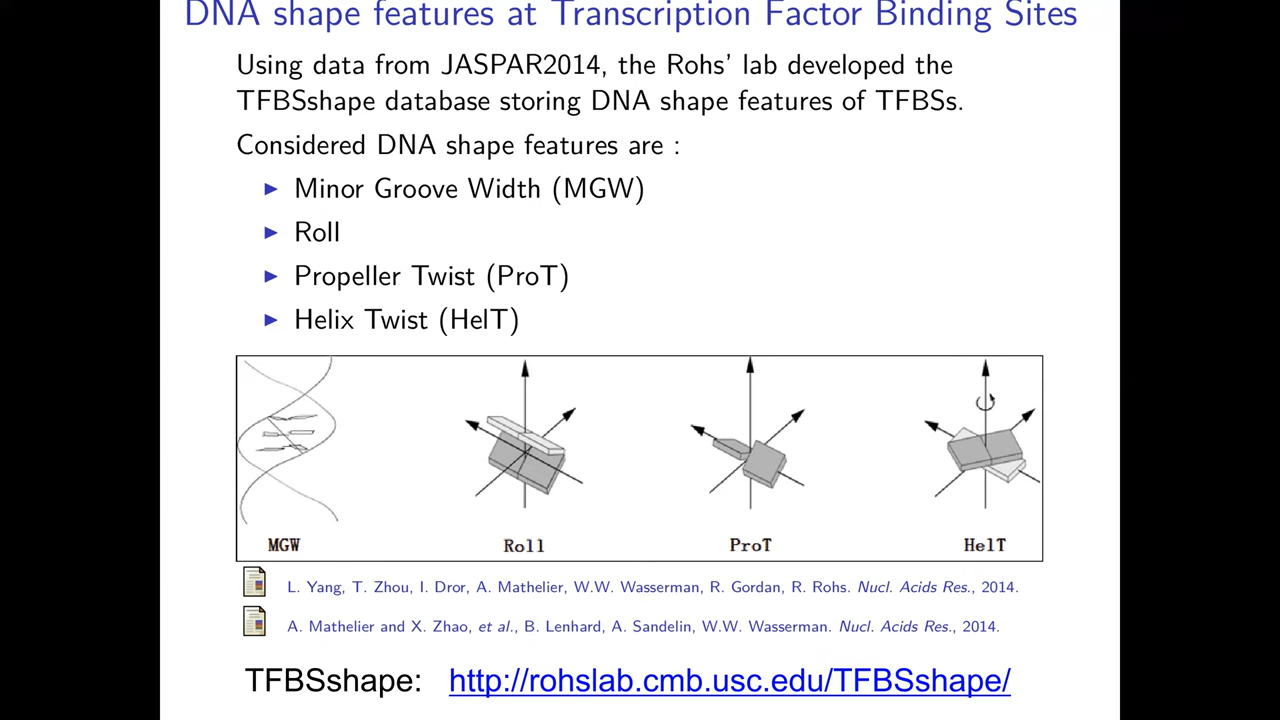 DNA shape features at Transcription Factor Binding Sites
Using data from JASPAR2014, the Rohs' lab developed the
TFBSshape database storing DNA shape features of TFBSs.
Considered DNA shape features are :
Minor Groove Width (MGW)
Roll
Propeller Twist (ProT)
Helix Twist (HelT)
MGW Roll ProT HelT
L. Yang, T. Zhou, I. Dror, A. Mathelier, W.W. Wasserman, R. Gordan, R. Rohs. Nucl. Acids Res., 2014.
A. Mathelier and X. Zhao, et al., B. Lenhard, A. Sandelin, W.W. Wasserman. Nucl. Acids Res., 2014.
TFBSshape: http://rohslab.cmb.usc.edu/TFBSshape/